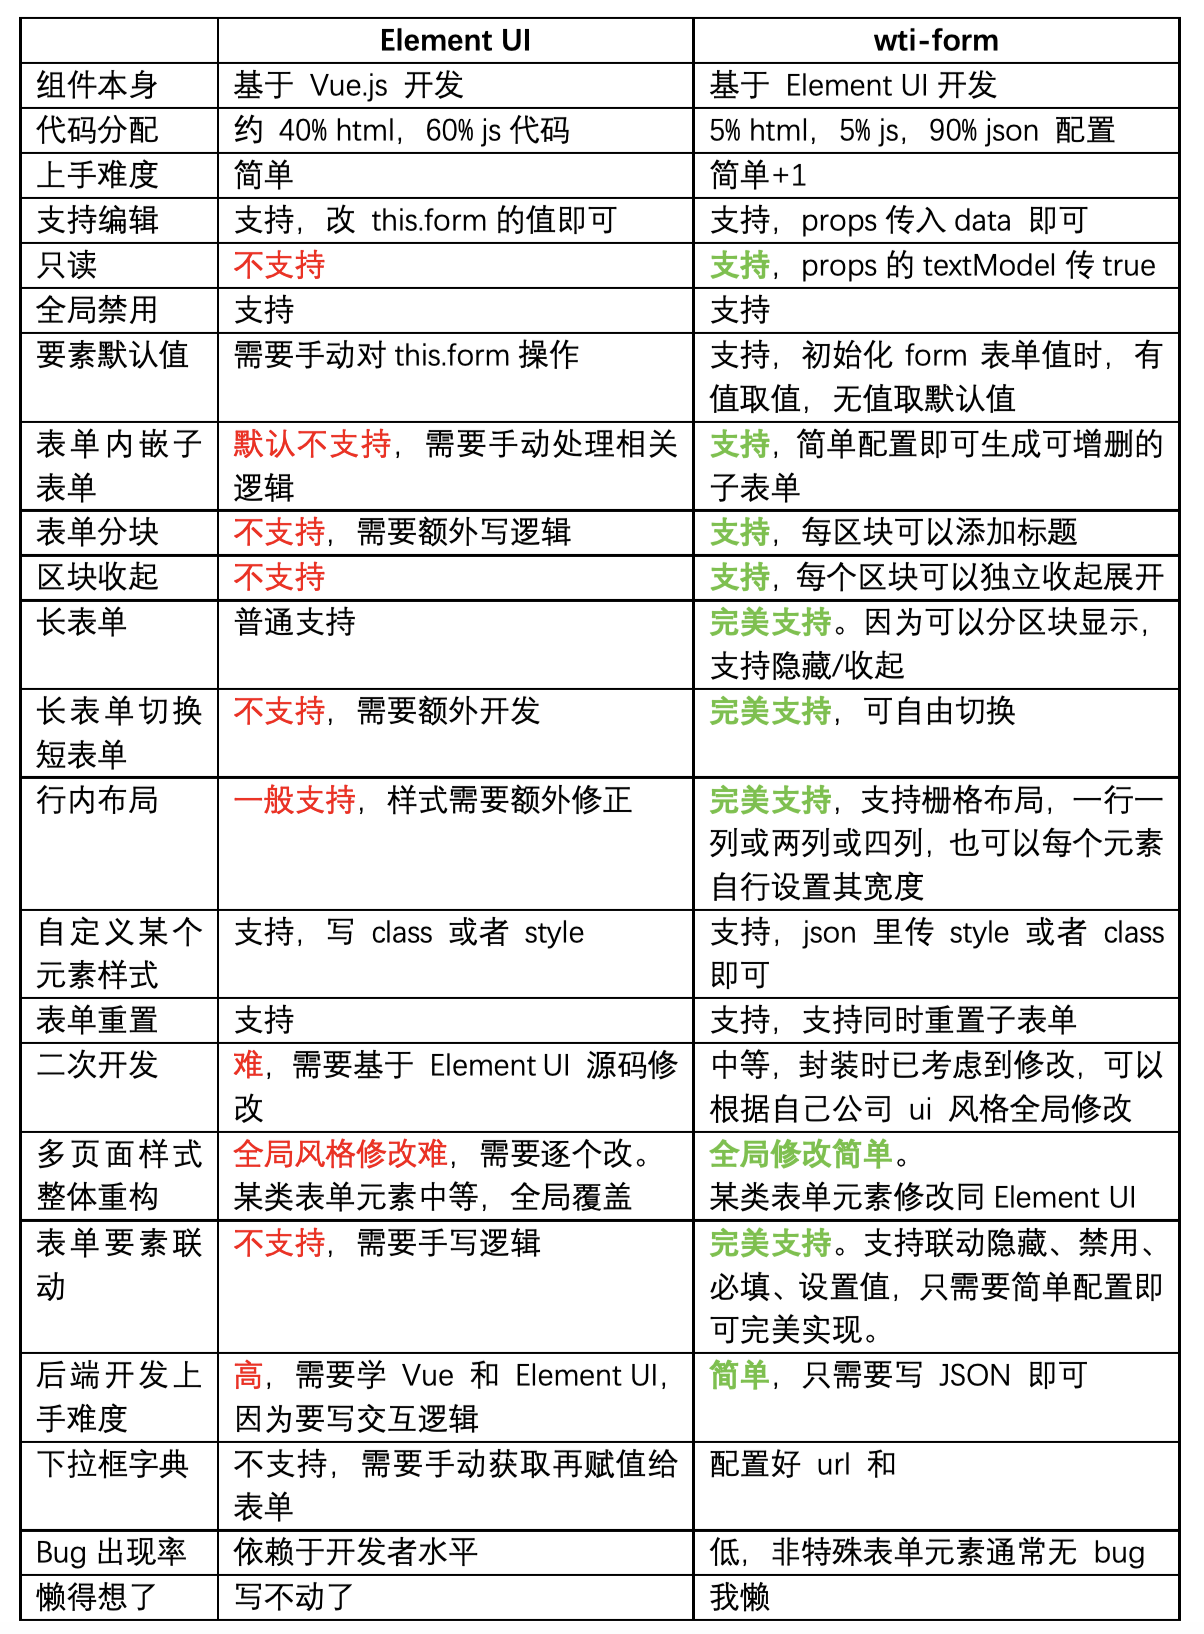 Element UI wti-form
组件本身 基于 Vue.js 开发 基于 Element UI 开发
代码分配 约 40% html，60% js 代码 5% html，5% js，90% json 配置
上手难度 简单 简单+1
支持编辑 支持，改 this.form 的值即可 支持，props 传入 data 即可
只读 不支持 支持，props 的 textModel 传 true
全局禁用 支持 支持
要素默认值 需要手动对 this.form 操作 支持，初始化 form 表单值时，有
值取值，无值取默认值
表单内嵌子 默认不支持，需要手动处理相关 支持，简单配置即可生成可增删的
表单 逻辑 子表单
表单分块 不支持，需要额外写逻辑 支持，每区块可以添加标题
区块收起 不支持 支持，每个区块可以独立收起展开
长表单 普通支持 完美支持。因为可以分区块显示，
支持隐藏/收起
长表单切换 不支持，需要额外开发 完美支持，可自由切换
短表单
行内布局 一般支持，样式需要额外修正 完美支持，支持栅格布局，一行一
列或两列或四列，也可以每个元素
自行设置其宽度
自定义某个 支持，写 class 或者 style 支持，json 里传 style 或者 class
元素样式 即可
表单重置 支持 支持，支持同时重置子表单
二次开发 难，需要基于 Element UI 源码修 中等，封装时已考虑到修改，可以
改 根据自己公司 ui 风格全局修改
多页面样式 全局风格修改难，需要逐个改。 全局修改简单。
整体重构 某类表单元素中等，全局覆盖 某类表单元素修改同 Element UI
表单要素联 不支持，需要手写逻辑 完美支持。支持联动隐藏、禁用、
动 必填、设置值，只需要简单配置即
可完美实现。
后端开发上 高，需要学 Vue 和 Element UI， 简单，只需要写 JSON 即可
手难度 因为要写交互逻辑
下拉框字典 不支持，需要手动获取再赋值给 配置好 url 和
表单
Bug 出现率 依赖于开发者水平 低，非特殊表单元素通常无 bug
懒得想了 写不动了 我懒